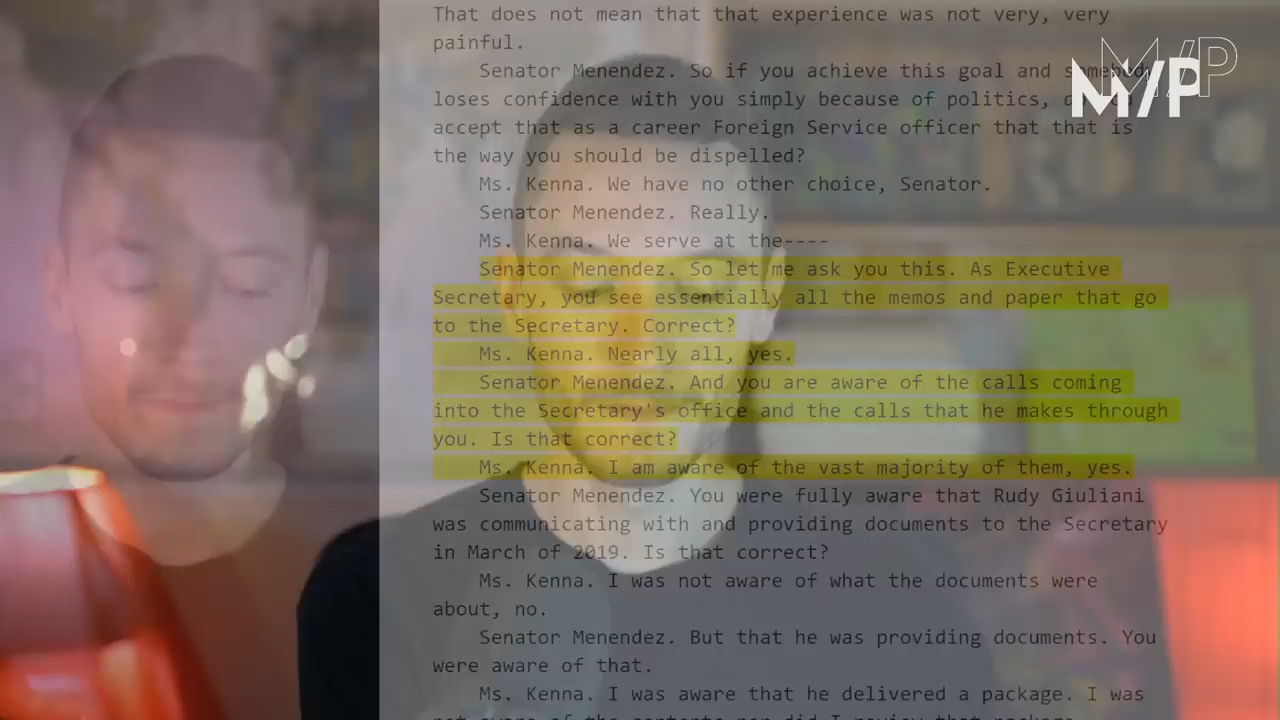 That does not mean that that experience was not very, very
painful.
Senator Menendez. So if you achieve this goal and somebody
loses confidence with you simply because of politics, do you
accept that as a career Foreign Service officer that that is
the way you should be dispelled?
Ms. Kenna. We have no other choice, Senator.
Senator Menendez. Really.
Ms. Kenna. We serve at the----
Senator Menendez. So let me ask you this. As Executive
Secretary, you see essentially all the memos and paper that go
to the Secretary. Correct?
Ms. Kenna. Nearly all, yes.
Senator Menendez. And you are aware of the calls coming
into the Secretary's office and the calls that he makes through
you. Is that correct?
Ms. Kenna. I am aware of the vast majority of them, yes.
Senator Menendez. You were fully aware that Rudy Giuliani
was communicating with and providing documents to the Secretary
in March of 2019. Is that correct?
Ms. Kenna. I was not aware of what the documents were
about, no.
Senator Menendez. But that he was providing documents. You
were aware of that.
Ms. Kenna. I was aware that he delivered a package. I was
M/P
M/P